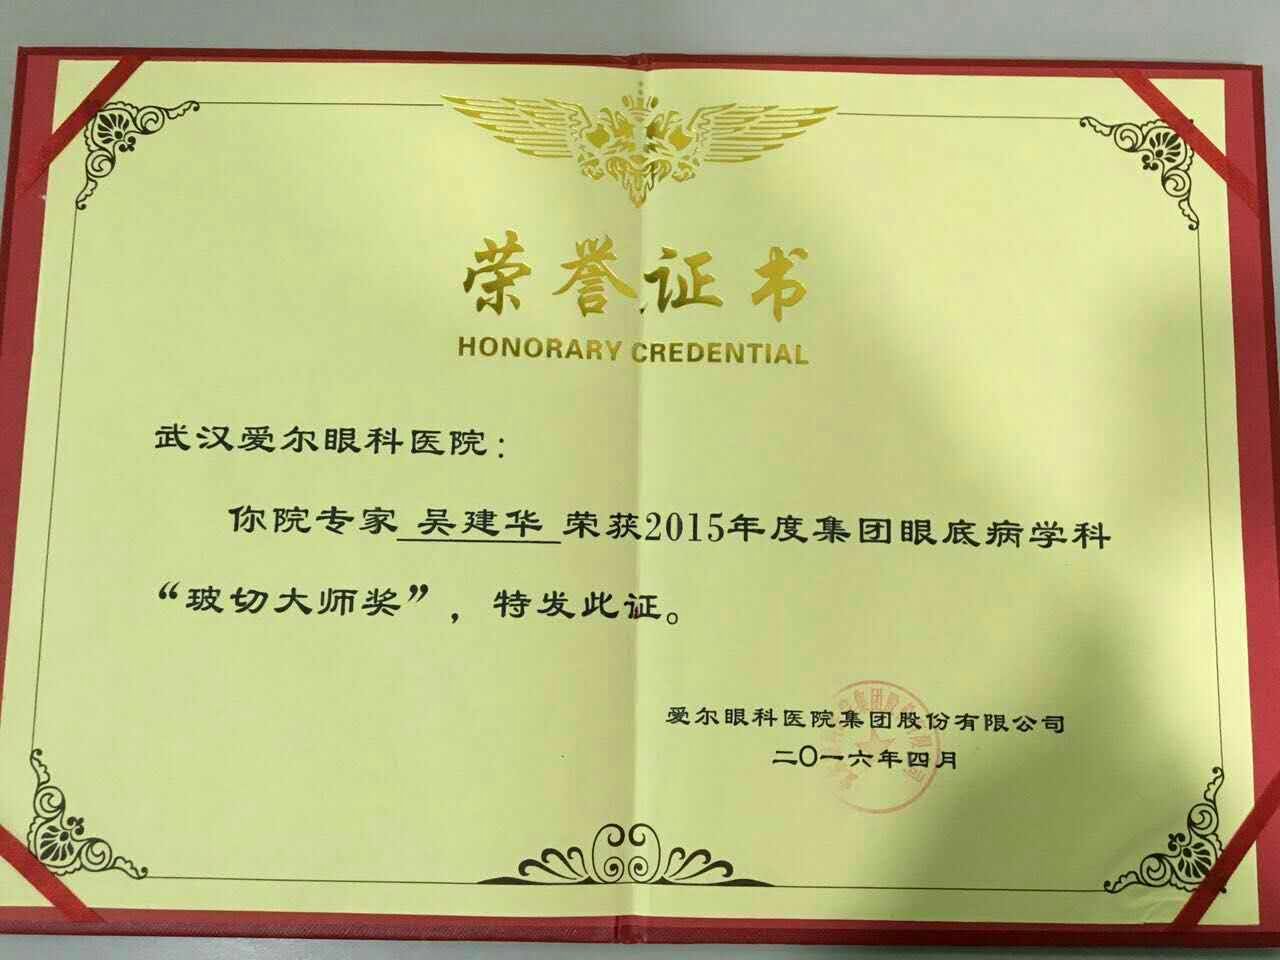 荣誉证书
HONORARY CREDENTIAL
武汉爱尔眼科医院：
你院专家 吴建华 荣获2015年度集团眼底病学科
“玻切大师奖”，特发此证。
爱尔眼科医院集团股份有限公司
二〇一六年四月